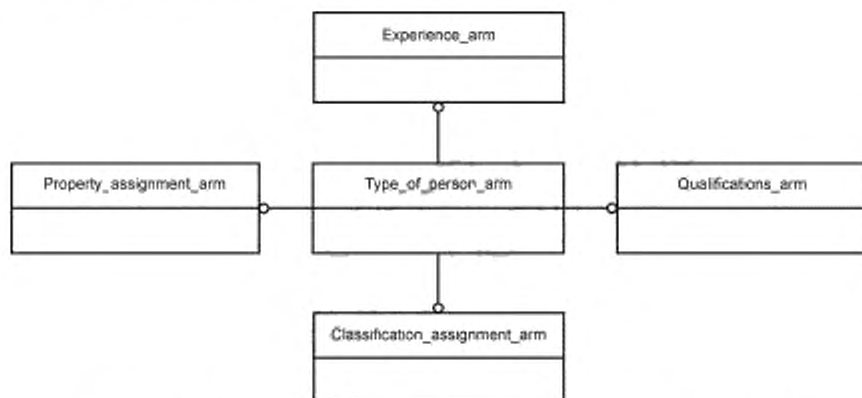 Experience_arm
Property_assignment_arm
Type_of_person_arm
Qualifications_arm
Classification_assignment_arm